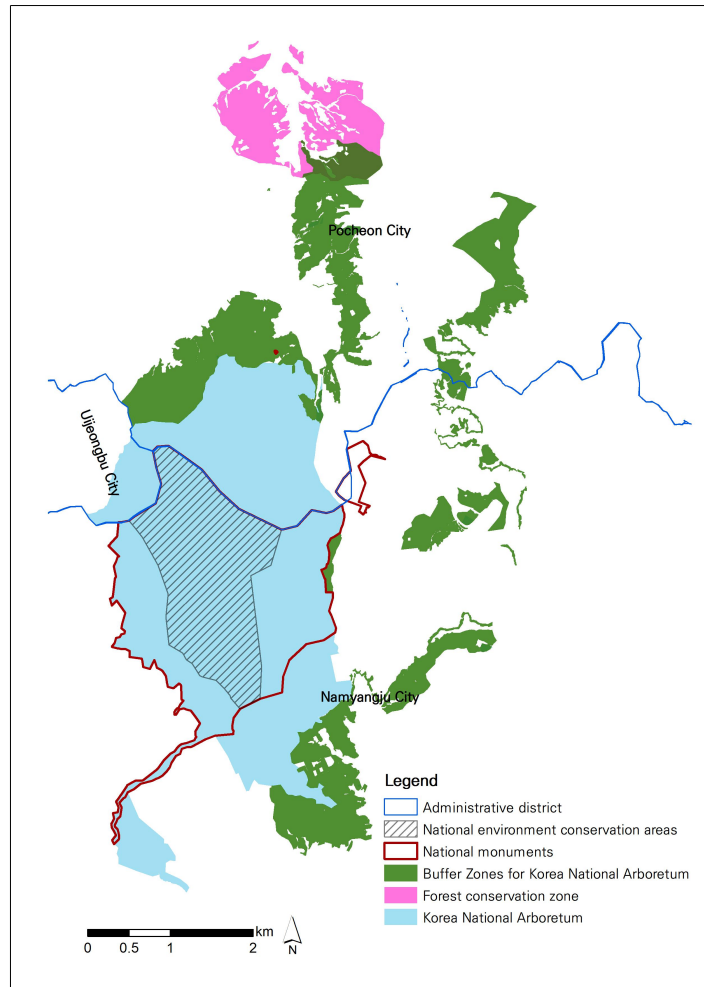 Pocheon City
Uijeongbu City
Namyangju City
Legend
Administrative district
National environment conservation areas
National monuments
Buffer Zones for Korea National Arboretum
Forest conservation zone
Korea National Arboretum
km
0 0.5 1 2
N